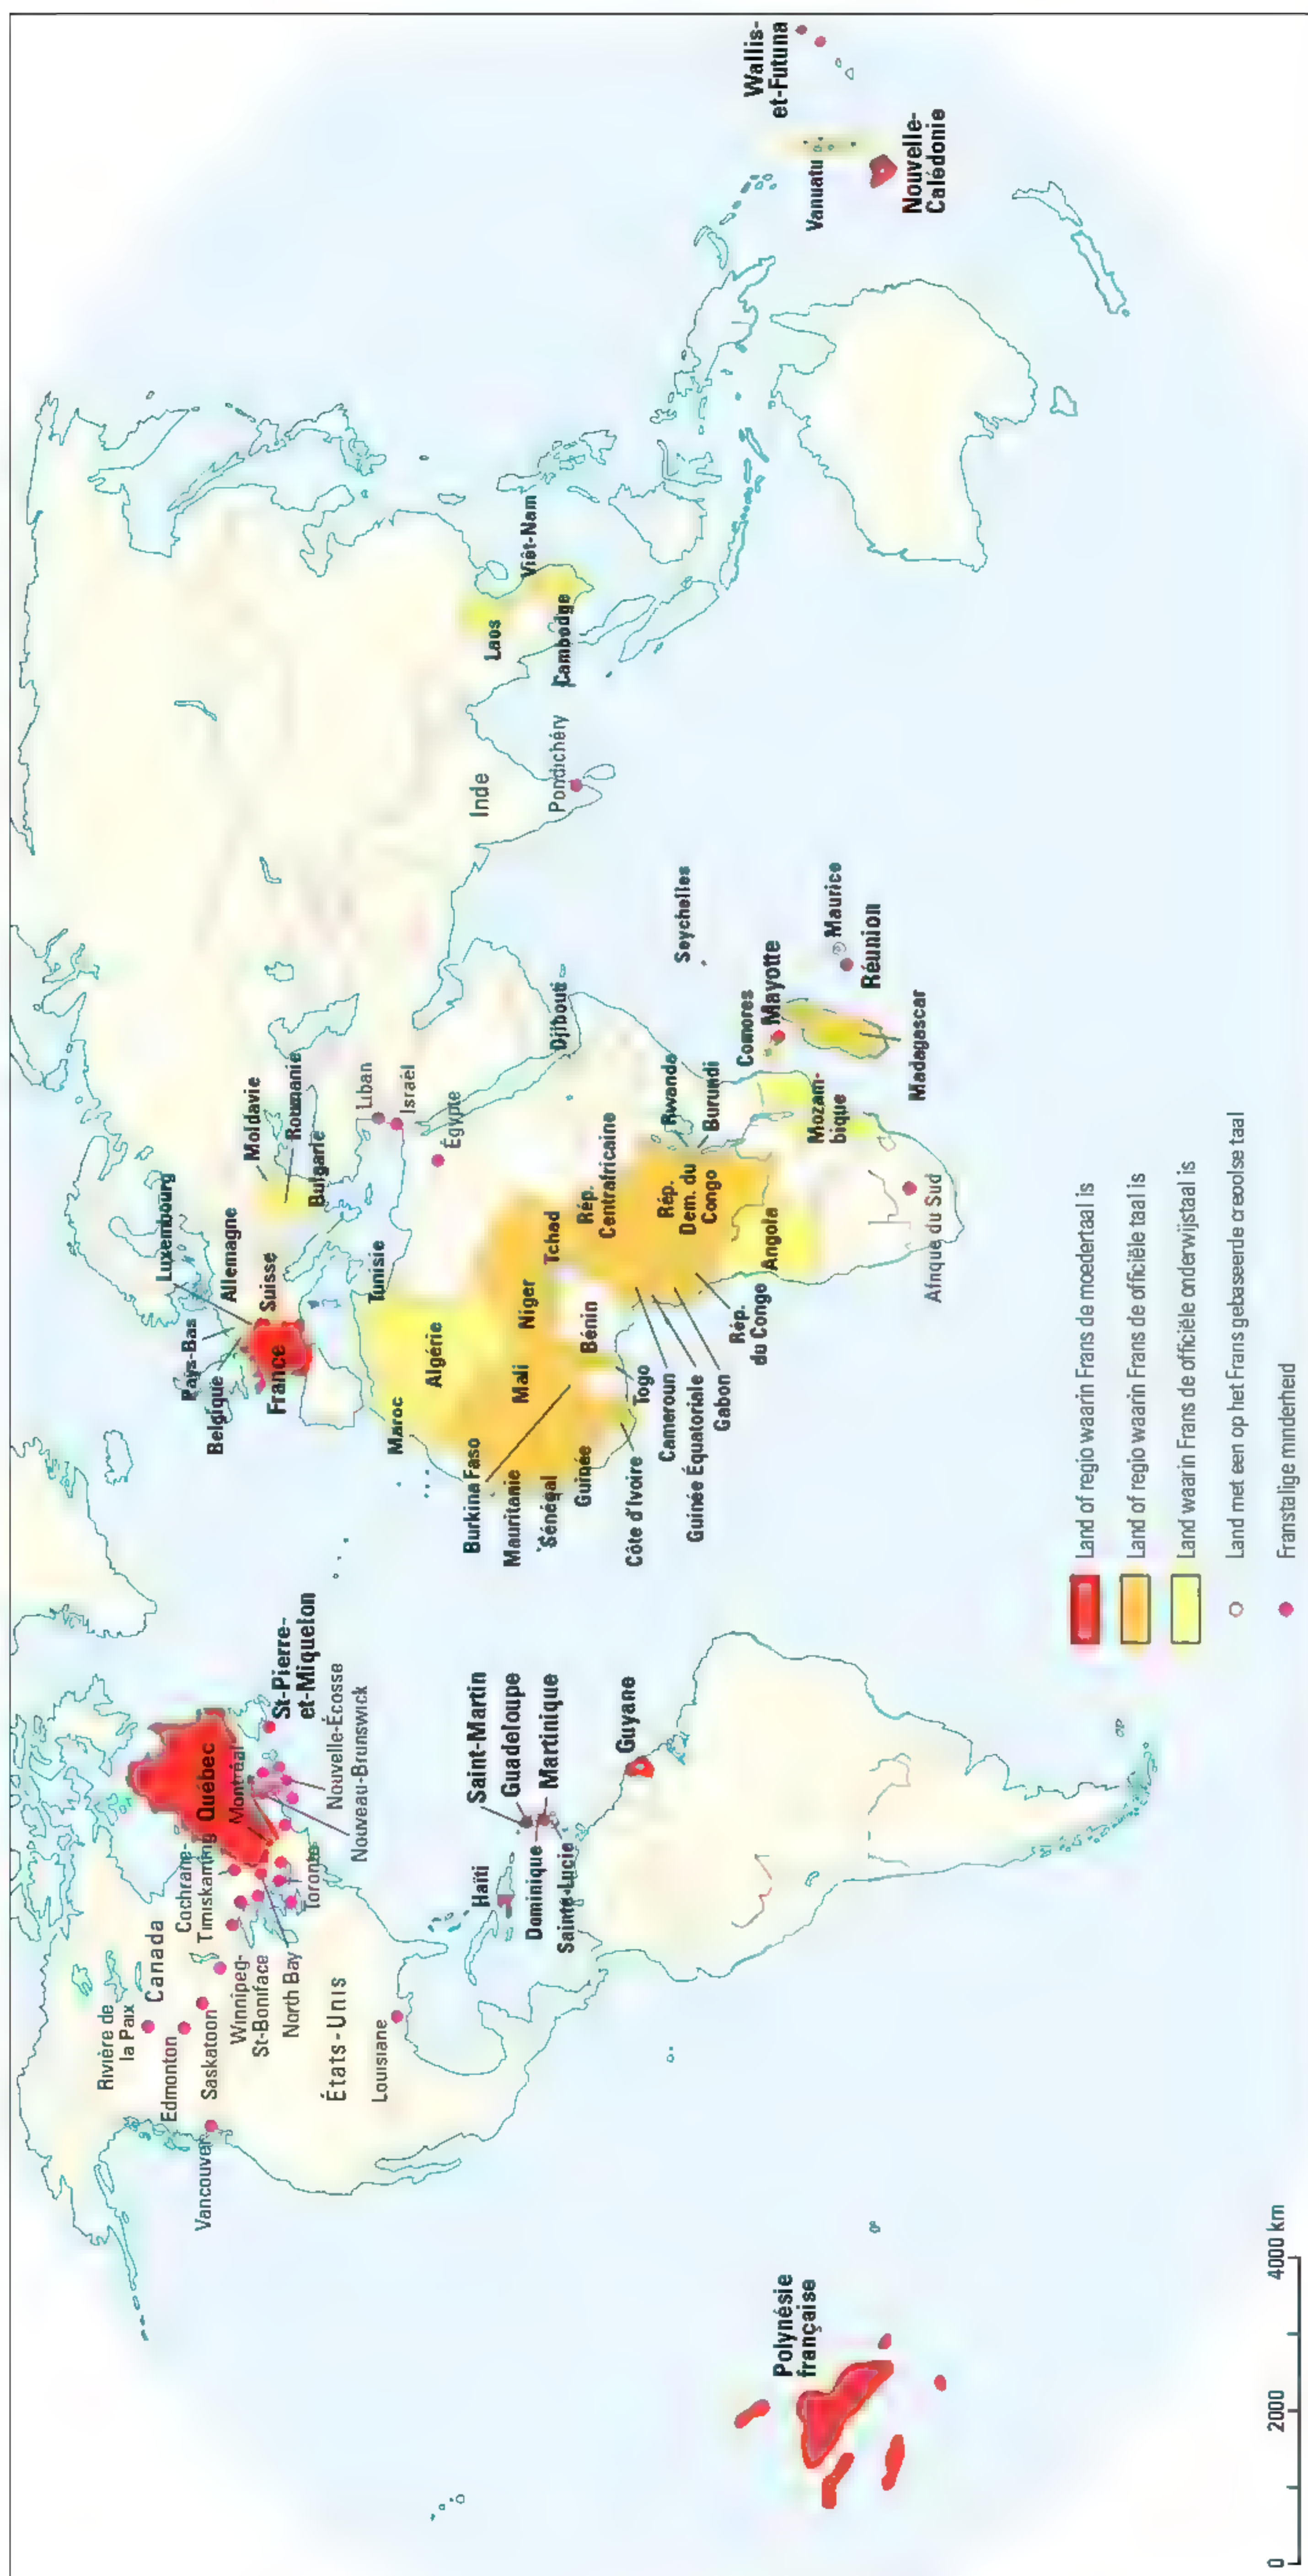 Rivière de
la Paix
Canada
Edmonton
Saskatoon
Vancouver
Winnipeg-
St-Boniface
North Bay
États-Unis
Louisiane
Cochrane-
Timiskaming
Québec
Montréal
Toronto
St-Pierre-
et-Miquelon
Nouvelle-Écosse
Nouveau-Brunswick
Haïti
Saint-Martin
Guadeloupe
Martinique
Dominique
Sainte-Lucie
Guyane
Polynésie
française
Luxembourg
Pays-Bas
Allemagne
Belgique
France
Suisse
Moldavie
Roumanie
Bulgarie
Liban
Israël
Égypte
Tunisie
Algérie
Maroc
Mali
Niger
Tchad
Bénin
Burkina Faso
Mauritanie
Sénégal
Guinée
Côte d'Ivoire
Togo
Cameroun
Guinée Équatoriale
Gabon
Rép.
du Congo
Rép.
Centrafricaine
Rép.
Dem. du
Congo
Angola
Djibouti
Rwanda
Burundi
Comores
Mayotte
Mozam-
bique
Madagascar
Afrique du Sud
Seychelles
Maurice
Réunion
Inde
Pondichéry
Laos
Viêt-Nam
Cambodge
Wallis-
et-Futuna
Vanuatu
Nouvelle-
Calédonie
Land of regio waarin Frans de moedertaal is
Land of regio waarin Frans de officiële taal is
Land waarin Frans de officiële onderwijstaal is
Land met een op het Frans gebaseerde creoolse taal
Franstalige minderheid
0 2000 4000 km